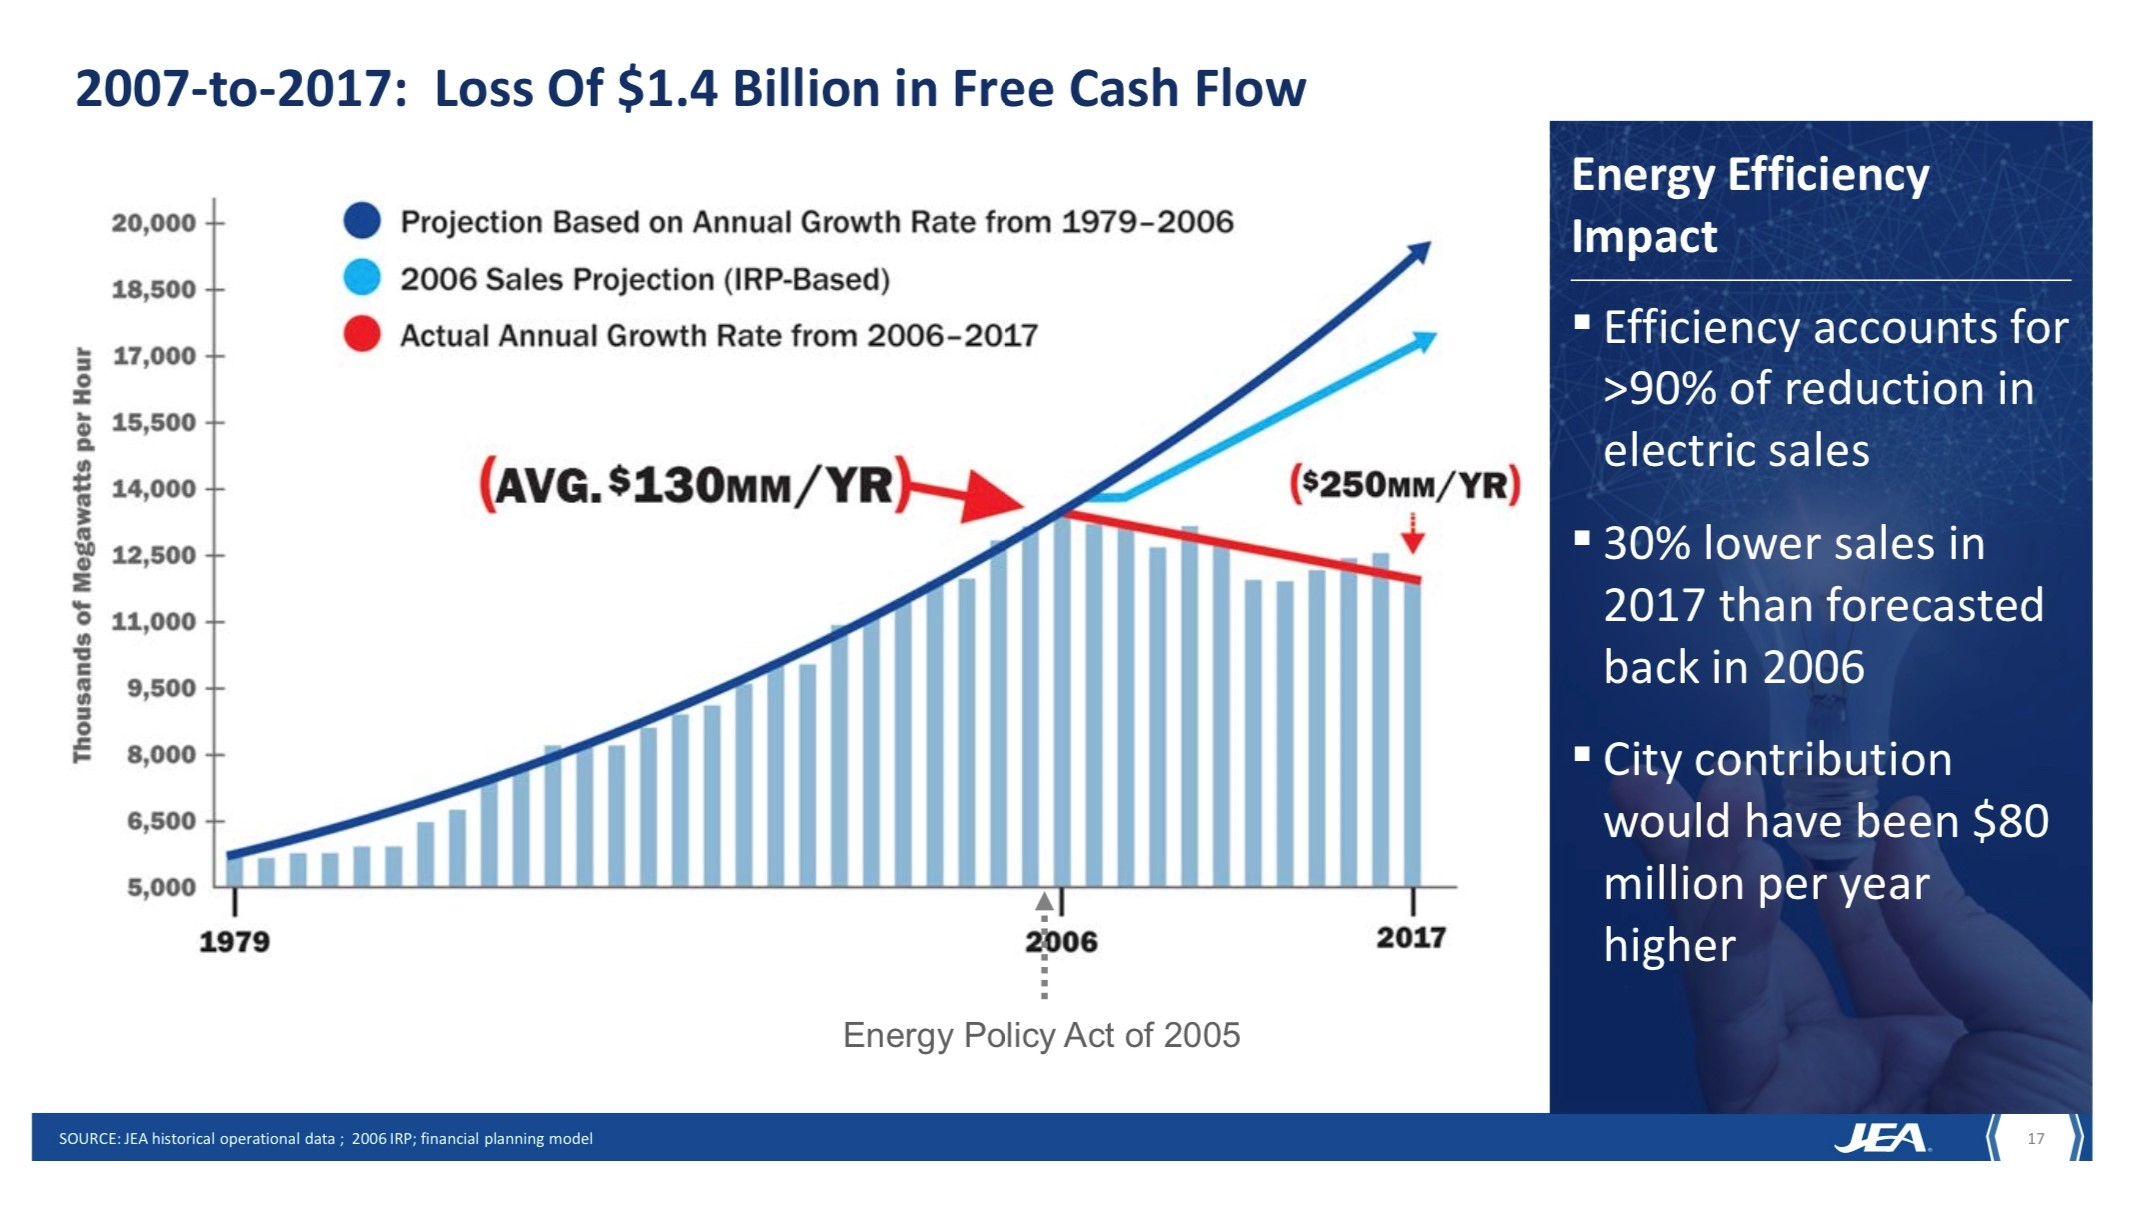 2007-to-2017: Loss Of $1.4 Billion in Free Cash Flow
20,000
18,500
17,000
15,500
14,000
12,500
11,000
9,500
8,000
6,500
5,000
Thousands of Megawatts per Hour
Projection Based on Annual Growth Rate from 1979–2006
2006 Sales Projection (IRP-Based)
Actual Annual Growth Rate from 2006–2017
(AVG. $130MM/YR)
($250MM/YR)
1979
2006
2017
Energy Policy Act of 2005
Energy Efficiency
Impact
▪ Efficiency accounts for
>90% of reduction in
electric sales
▪ 30% lower sales in
2017 than forecasted
back in 2006
▪ City contribution
would have been $80
million per year
higher
SOURCE: JEA historical operational data ; 2006 IRP; financial planning model
JEA
17